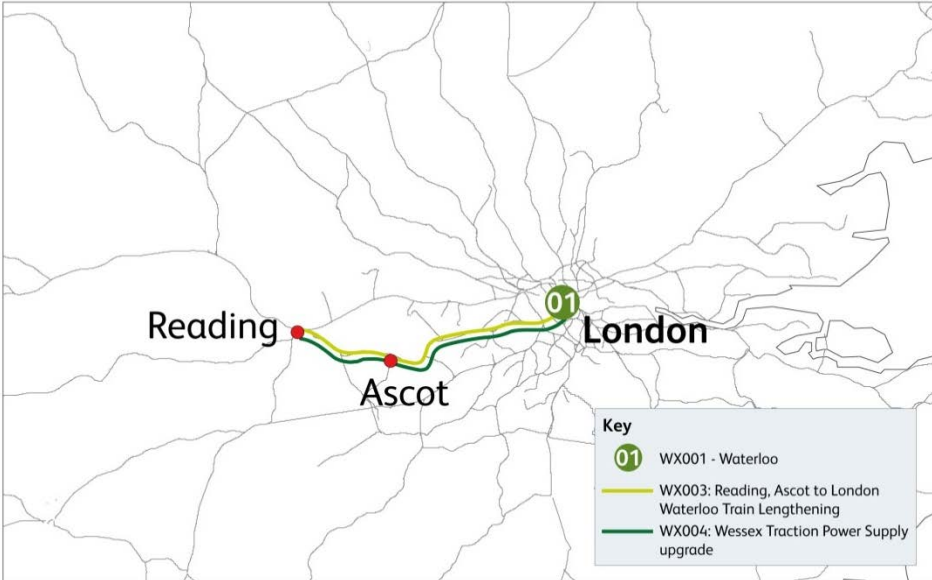 01
Reading
London
Ascot
Key
01 WX001 - Waterloo
WX003: Reading, Ascot to London
Waterloo Train Lengthening
WX004: Wessex Traction Power Supply
upgrade